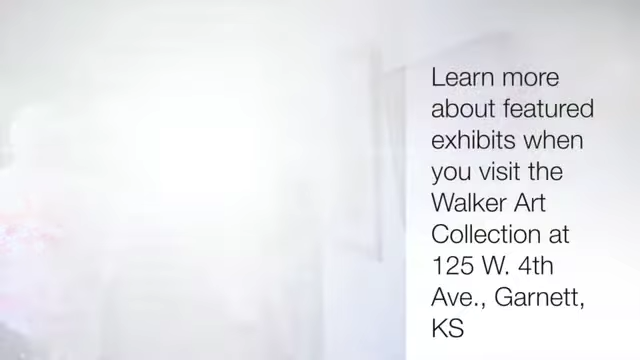 Learn more
about featured
exhibits when
you visit the
Walker Art
Collection at
125 W. 4th
Ave., Garnett,
KS